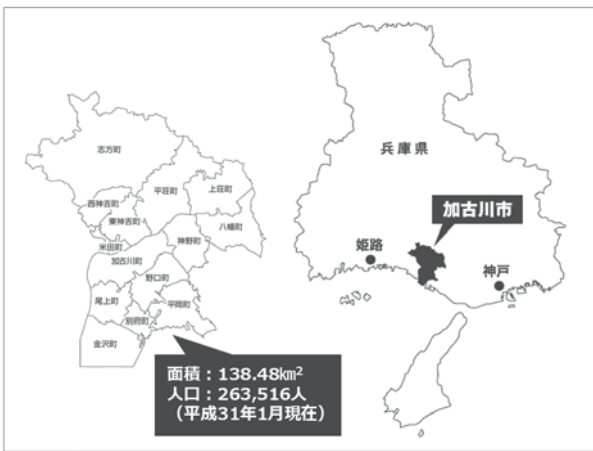 志方町
平荘町
上荘町
西神吉町
東神吉町
八幡町
神野町
米田町
加古川町
野口町
尾上町
平岡町
別府町
金沢町
面積：138.48km²
人口：263,516人
（平成31年1月現在）
兵庫県
加古川市
姫路
神戸